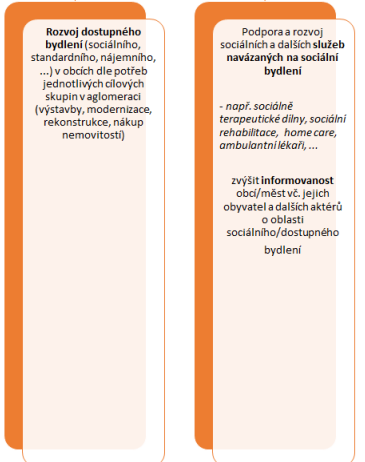 Rozvoj dostupného
bydlení (sociálního,
standardního, nájemního,
...) v obcích dle potřeb
jednotlivých cílových
skupin v aglomeraci
(výstavby, modernizace,
rekonstrukce, nákup
nemovitostí)
Podpora a rozvoj
sociálních a dalších služeb
navázaných na sociální
bydlení
- např. sociálně
terapeutické dílny, sociální
rehabilitace, home care,
ambulantní lékaři, ...
zvýšit informovanost
obcí/měst vč. jejich
obyvatel a dalších aktérů
o oblasti
sociálního/dostupného
bydlení